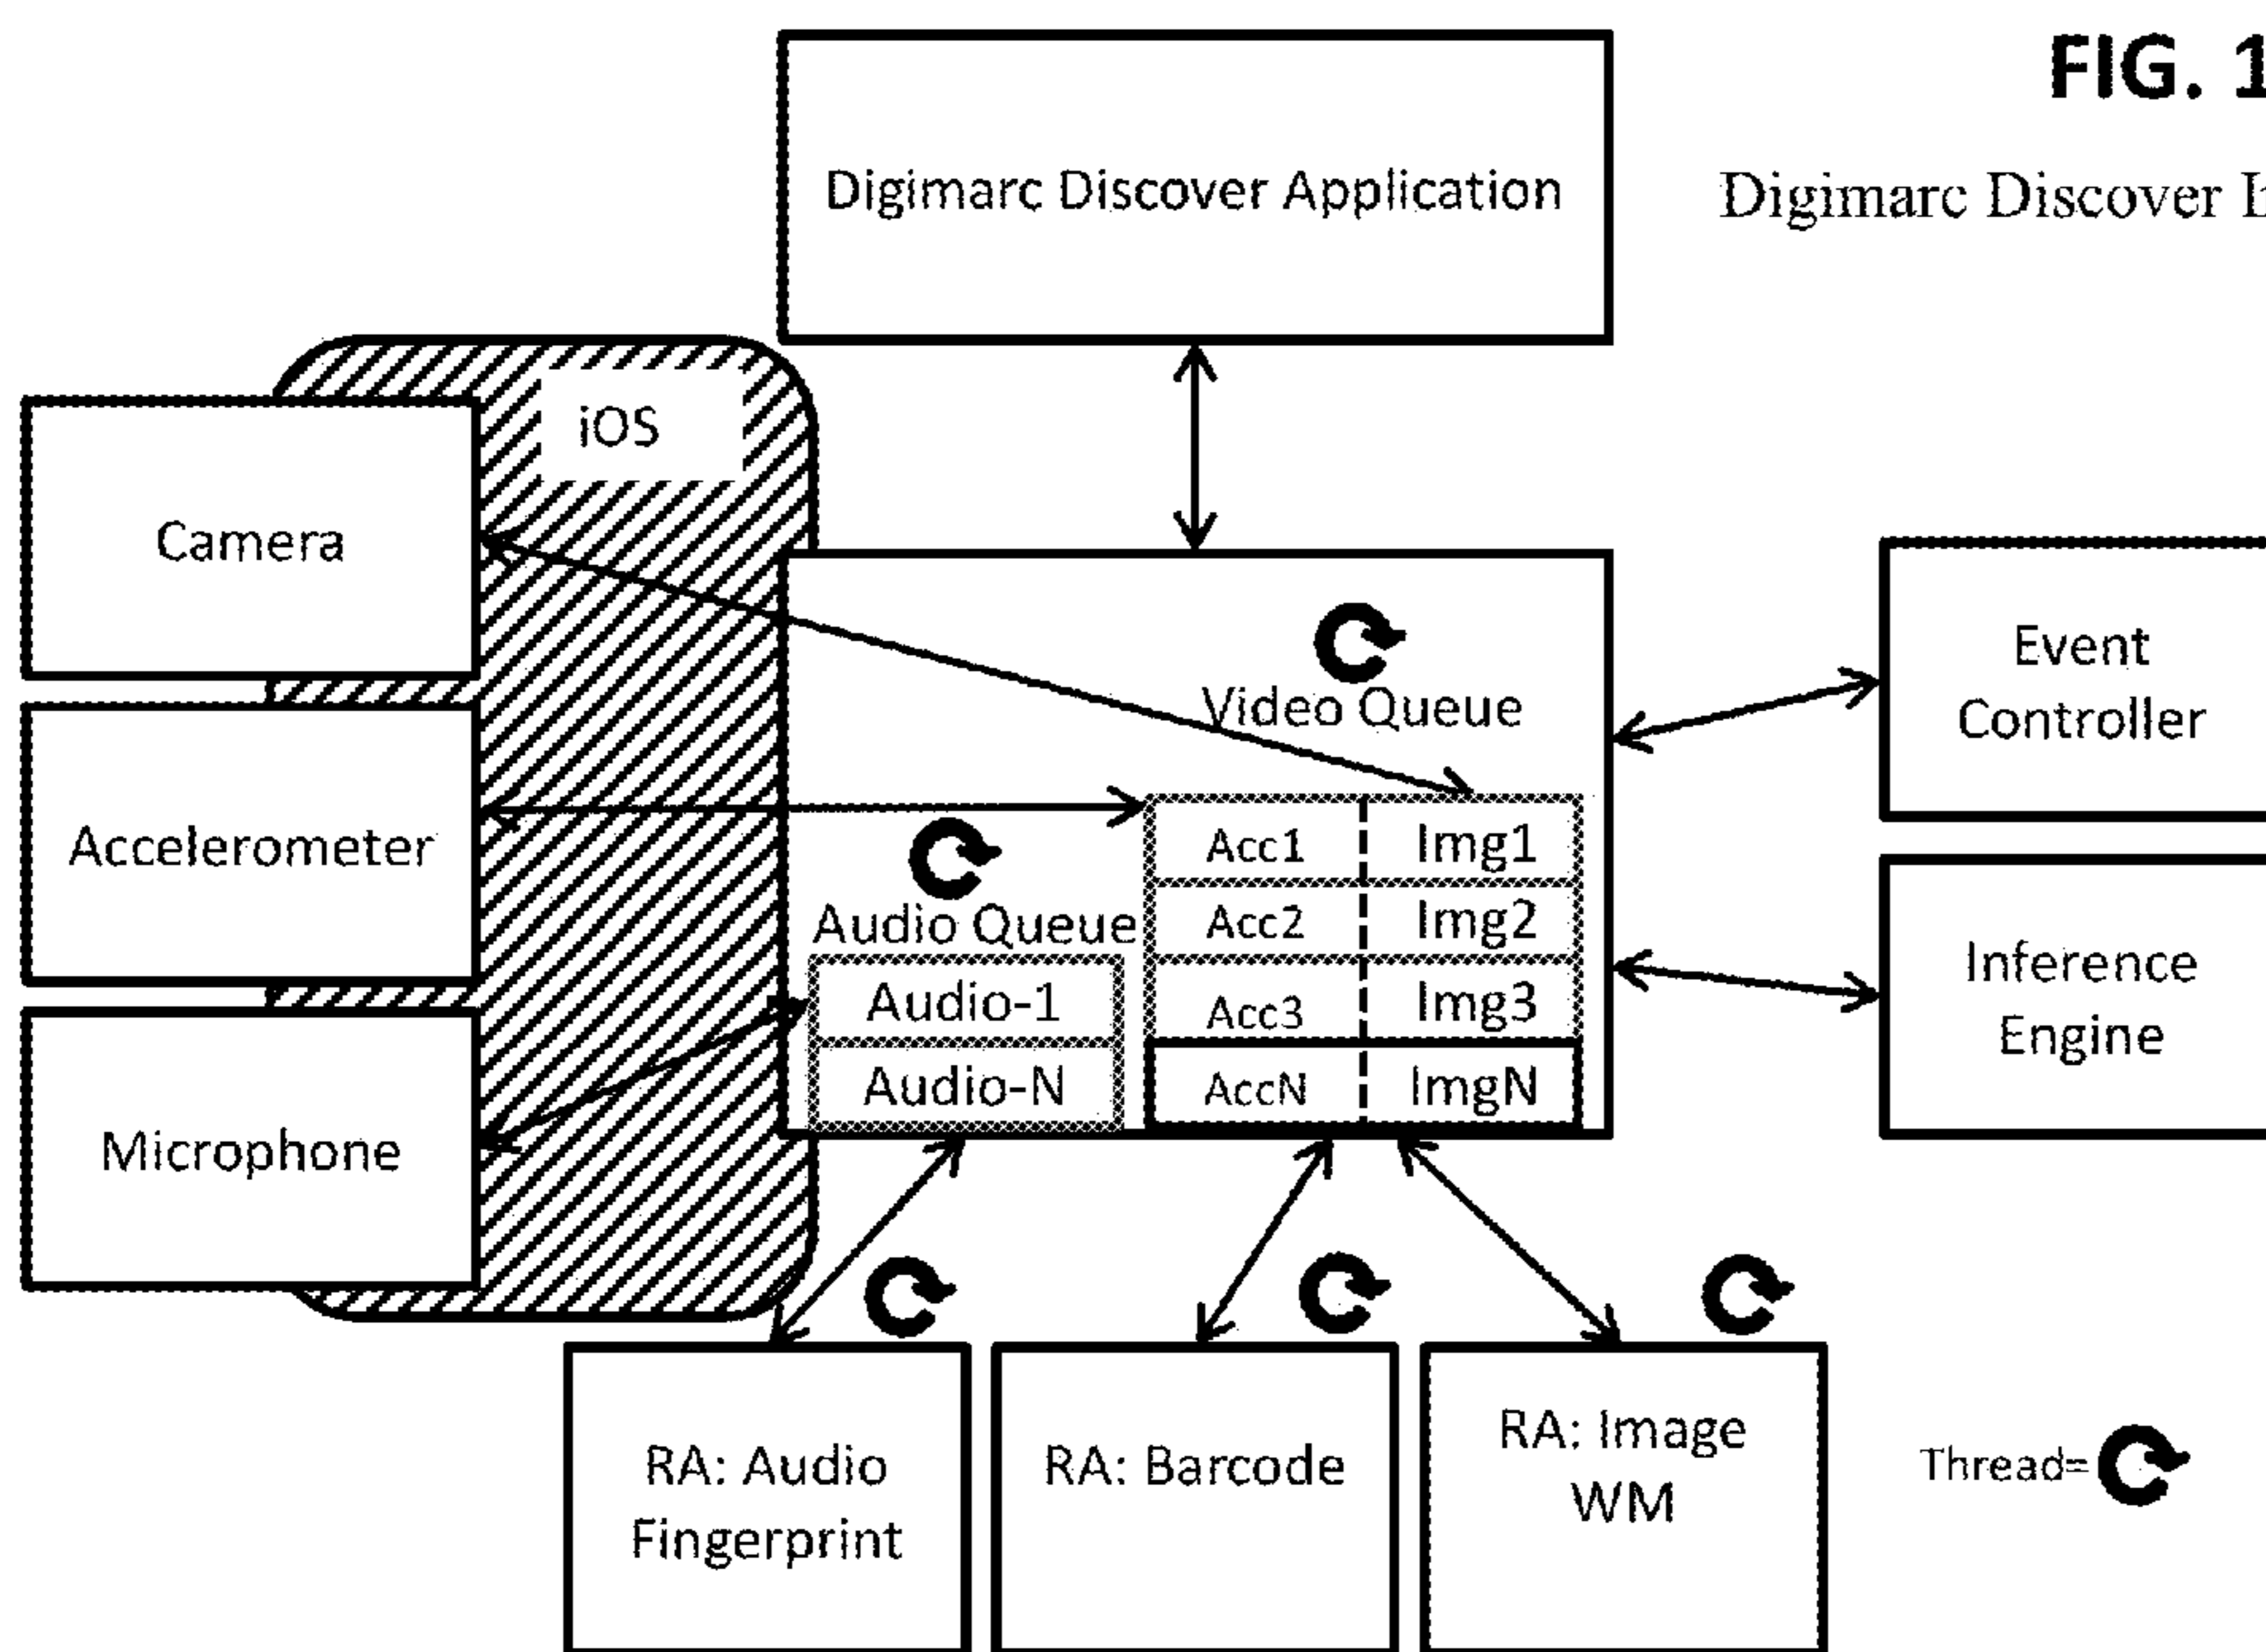 FIG. 1
Digimarc Discover Application
Digimarc Discover
iOS
Camera
Event
Controller
Video Queue
Accelerometer
Acc1 Img1
Audio Queue
Acc2 Img2
Inference
Engine
Audio-1
Acc3 Img3
Audio-N
AccN ImgN
Microphone
RA: Audio
Fingerprint
RA: Barcode
RA: Image
WM
Thread=